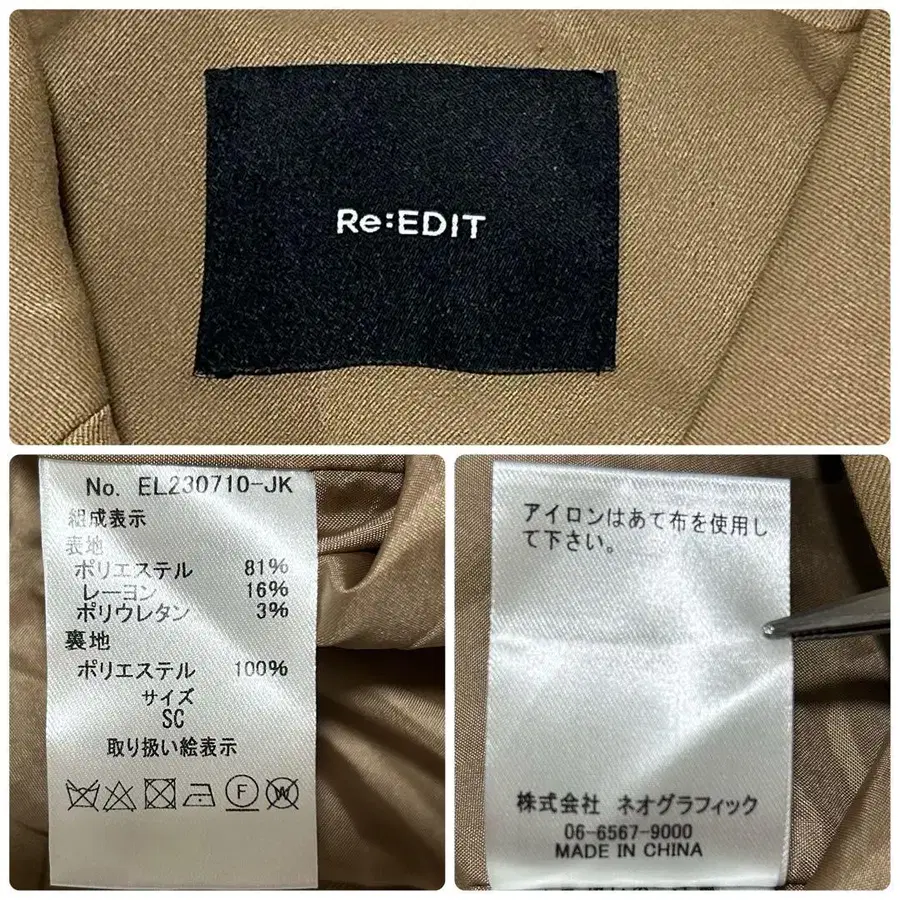 Re:EDIT
No. EL230710-JK
組成表示
表地
ポリエステル 81%
レーヨン 16%
ポリウレタン 3%
裏地
ポリエステル 100%
サイズ
SC
取り扱い絵表示
F W
アイロンはあて布を使用し
て下さい。
株式会社 ネオグラフィック
06-6567-9000
MADE IN CHINA